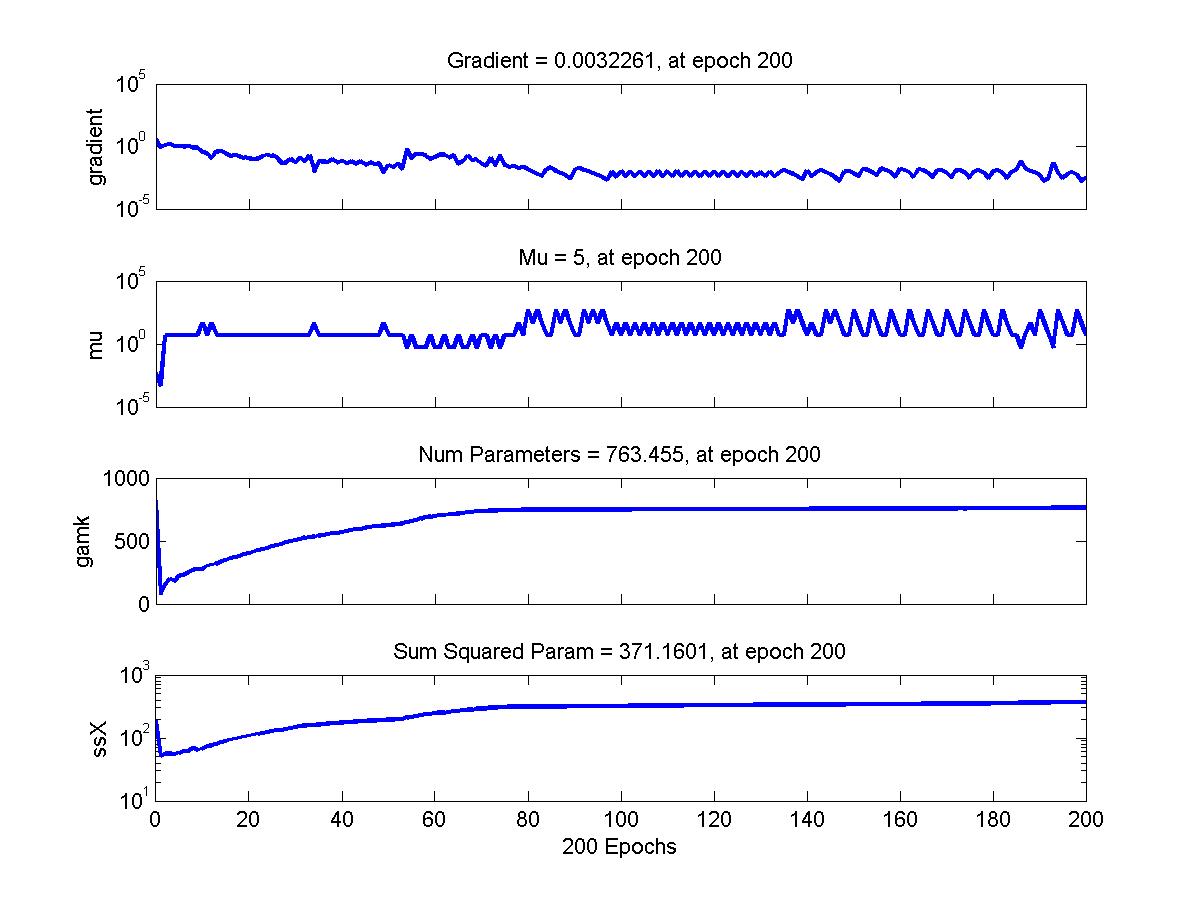 Gradient = 0.0032261, at epoch 200
10^5
10^0
10^-5
gradient
Mu = 5, at epoch 200
10^5
10^0
10^-5
mu
Num Parameters = 763.455, at epoch 200
1000
500
0
gamk
Sum Squared Param = 371.1601, at epoch 200
10^3
10^2
10^1
ssX
0 20 40 60 80 100 120 140 160 180 200
200 Epochs